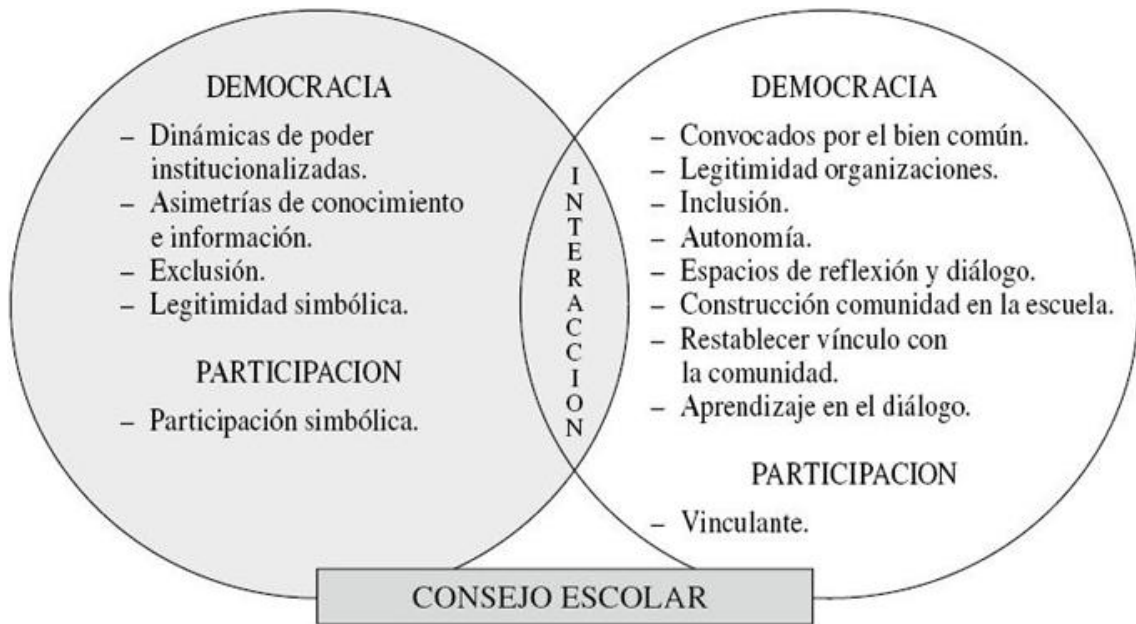 DEMOCRACIA
– Dinámicas de poder
institucionalizadas.
– Asimetrías de conocimiento
e información.
– Exclusión.
– Legitimidad simbólica.
PARTICIPACION
– Participación simbólica.
INTERACCION
DEMOCRACIA
– Convocados por el bien común.
– Legitimidad organizaciones.
– Inclusión.
– Autonomía.
– Espacios de reflexión y diálogo.
– Construcción comunidad en la escuela.
– Restablecer vínculo con
la comunidad.
– Aprendizaje en el diálogo.
PARTICIPACION
– Vinculante.
CONSEJO ESCOLAR